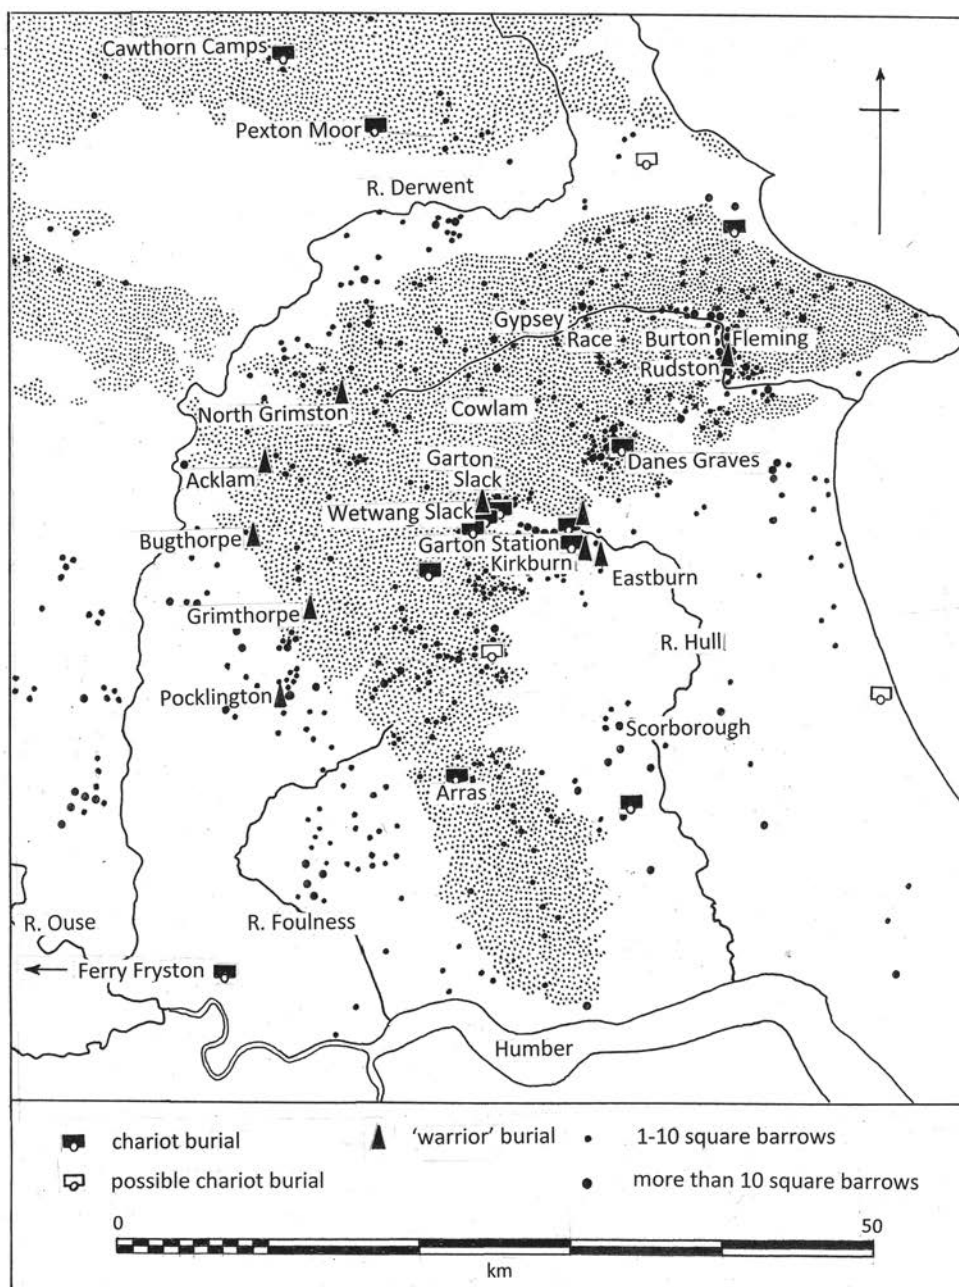 Cawthorn Camps
Pexton Moor
R. Derwent
Gypsey
Race
Burton
Fleming
Rudston
North Grimston
Cowlam
Danes Graves
Garton
Slack
Acklam
Wetwang Slack
Bugthorpe
Garton Station
Kirkburn
Eastburn
Grimthorpe
R. Hull
Pocklington
Scorborough
Arras
R. Ouse
R. Foulness
Ferry Fryston
Humber
chariot burial
'warrior' burial
1-10 square barrows
possible chariot burial
more than 10 square barrows
0
50
km